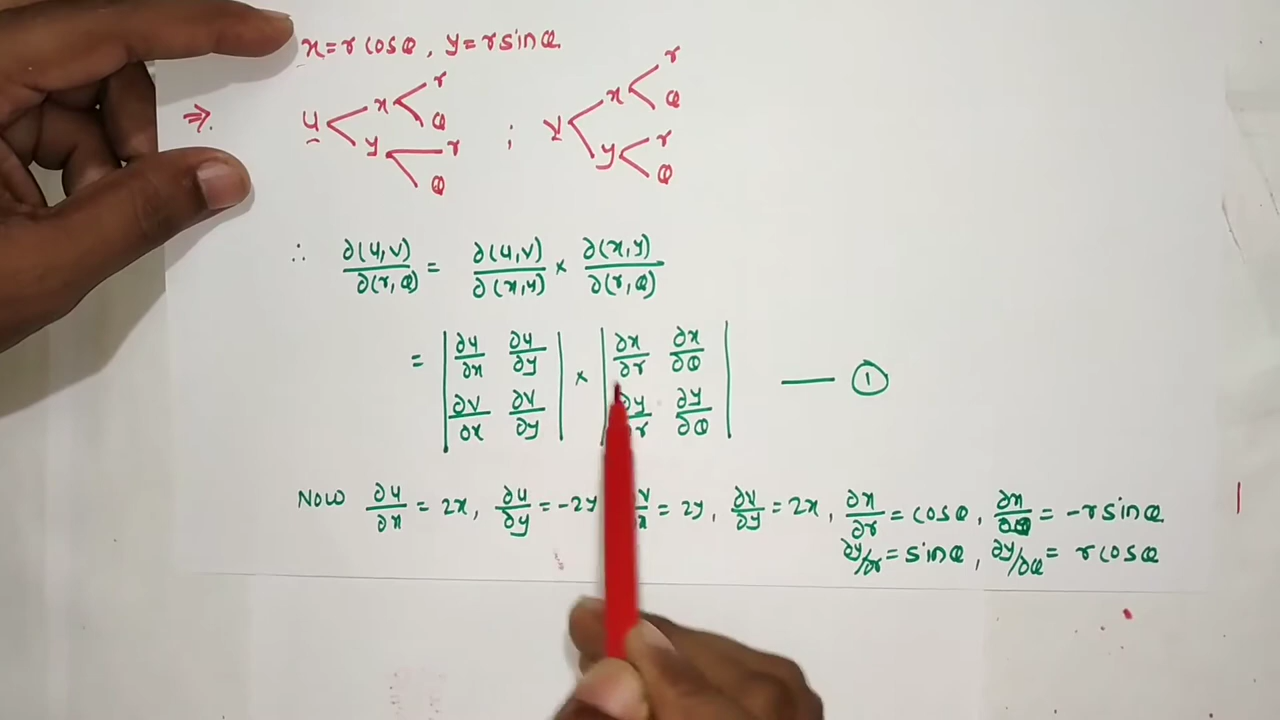 x = r cosθ , y = r sinθ
⇒ u < x < r θ y < r θ ; v < x < r θ y < r θ
∴ ∂(u,v)/∂(r,θ) = ∂(u,v)/∂(x,y) × ∂(x,y)/∂(r,θ)
= | ∂u/∂x ∂u/∂y | × | ∂x/∂r ∂x/∂θ | — ①
| ∂v/∂x ∂v/∂y | | ∂y/∂r ∂y/∂θ |
Now ∂u/∂x = 2x, ∂u/∂y = -2y ∂v/∂x = 2y, ∂v/∂y = 2x, ∂x/∂r = cosθ, ∂x/∂θ = -r sinθ
∂y/∂r = sinθ, ∂y/∂θ = r cosθ